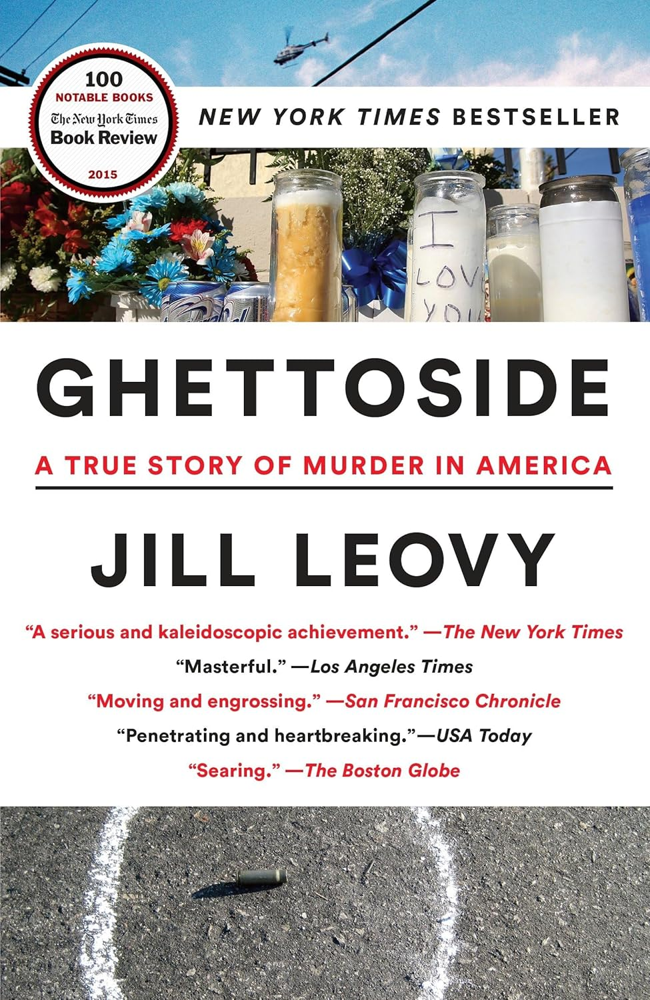 100
NOTABLE BOOKS
The New York Times
Book Review
2015
NEW YORK TIMES BESTSELLER
I
LOVE
YOU
GHETTOSIDE
A TRUE STORY OF MURDER IN AMERICA
JILL LEOVY
“A serious and kaleidoscopic achievement.” —The New York Times
“Masterful.” —Los Angeles Times
“Moving and engrossing.” —San Francisco Chronicle
“Penetrating and heartbreaking.”—USA Today
“Searing.” —The Boston Globe